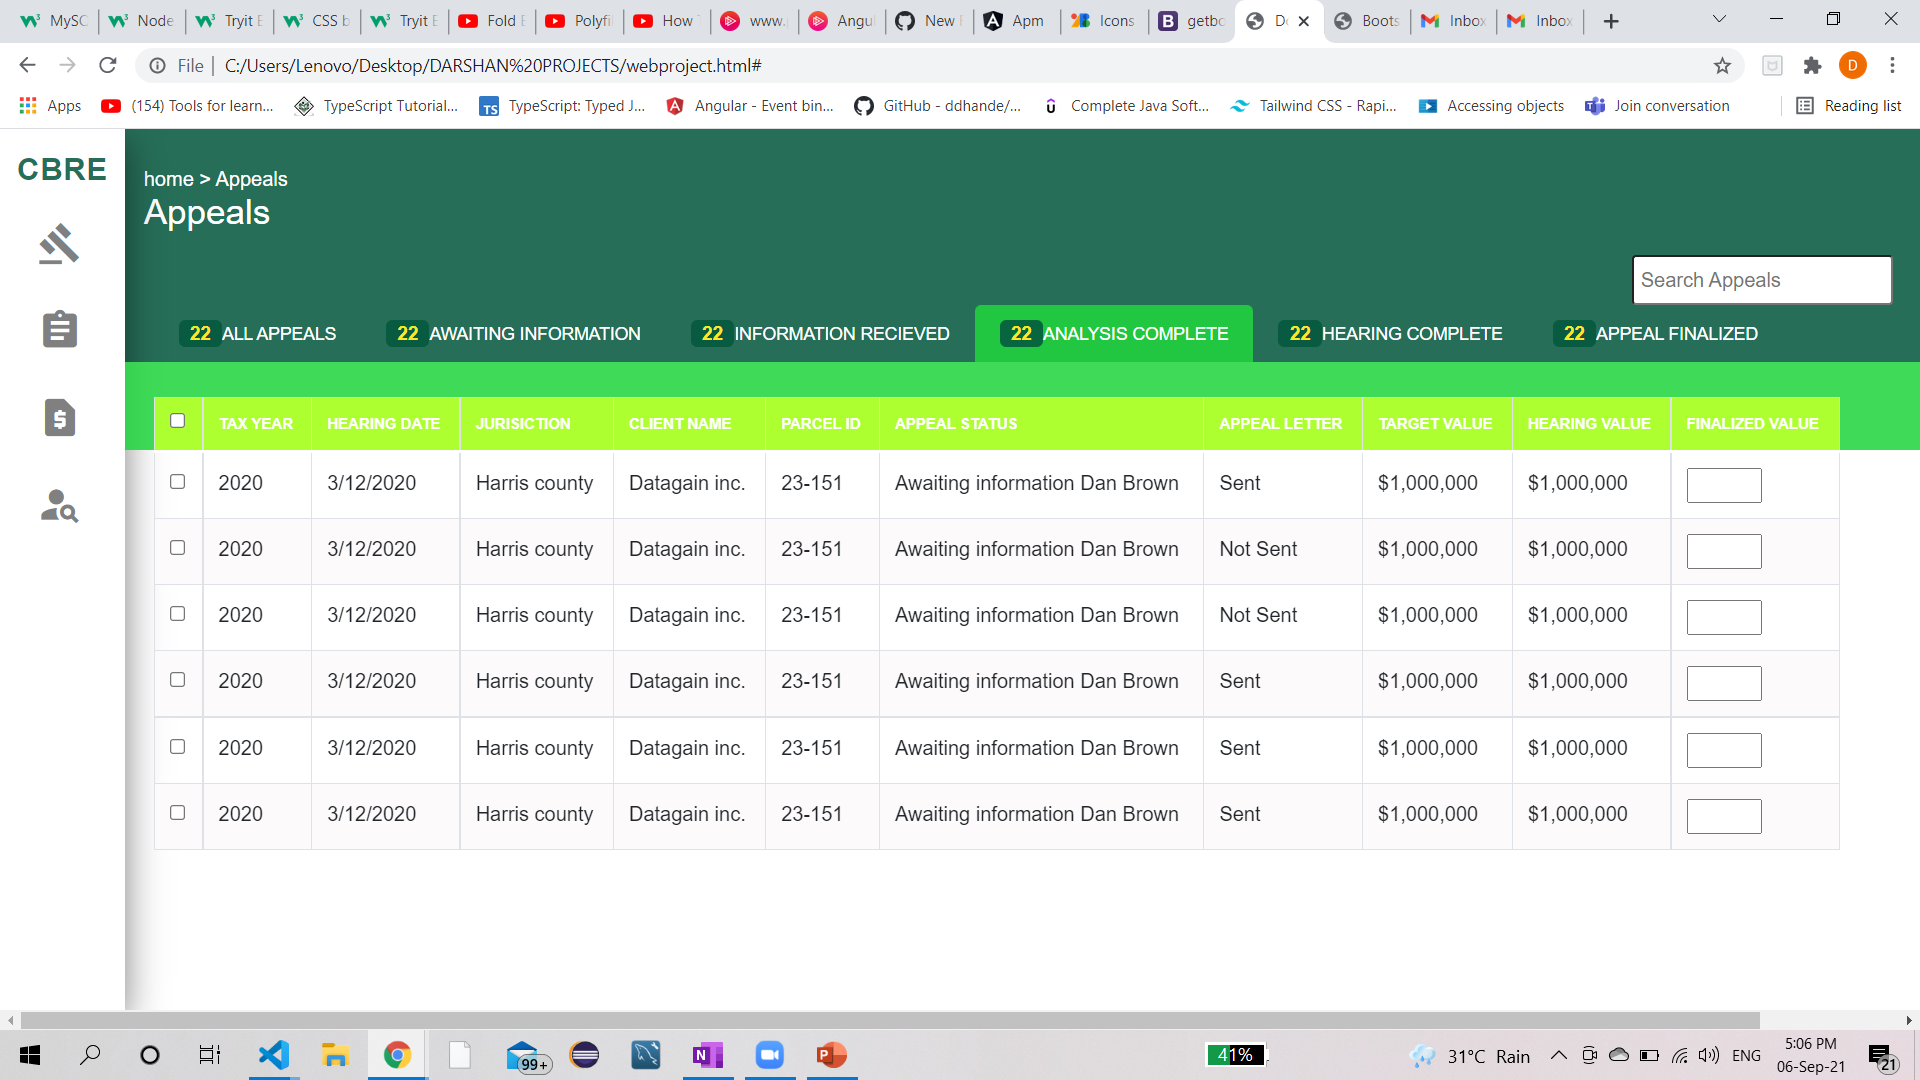 MySC Node Tryit E CSS b Tryit E Fold E Polyfi How T www. Angul New Apm Icons getbo D Boots Inbox Inbox
File C:/Users/Lenovo/Desktop/DARSHAN%20PROJECTS/webproject.html# D
Apps (154) Tools for learn... TypeScript Tutorial... TS TypeScript: Typed J... Angular - Event bin... GitHub - ddhande/... Complete Java Soft... Tailwind CSS - Rapi... Accessing objects Join conversation Reading list
CBRE
home > Appeals
Appeals
Search Appeals
22 ALL APPEALS 22 AWAITING INFORMATION 22 INFORMATION RECIEVED 22 ANALYSIS COMPLETE 22 HEARING COMPLETE 22 APPEAL FINALIZED
TAX YEAR HEARING DATE JURISICTION CLIENT NAME PARCEL ID APPEAL STATUS APPEAL LETTER TARGET VALUE HEARING VALUE FINALIZED VALUE
2020 3/12/2020 Harris county Datagain inc. 23-151 Awaiting information Dan Brown Sent $1,000,000 $1,000,000
2020 3/12/2020 Harris county Datagain inc. 23-151 Awaiting information Dan Brown Not Sent $1,000,000 $1,000,000
2020 3/12/2020 Harris county Datagain inc. 23-151 Awaiting information Dan Brown Not Sent $1,000,000 $1,000,000
2020 3/12/2020 Harris county Datagain inc. 23-151 Awaiting information Dan Brown Sent $1,000,000 $1,000,000
2020 3/12/2020 Harris county Datagain inc. 23-151 Awaiting information Dan Brown Sent $1,000,000 $1,000,000
2020 3/12/2020 Harris county Datagain inc. 23-151 Awaiting information Dan Brown Sent $1,000,000 $1,000,000
99+ 41% 31°C Rain ENG 5:06 PM
06-Sep-21 21